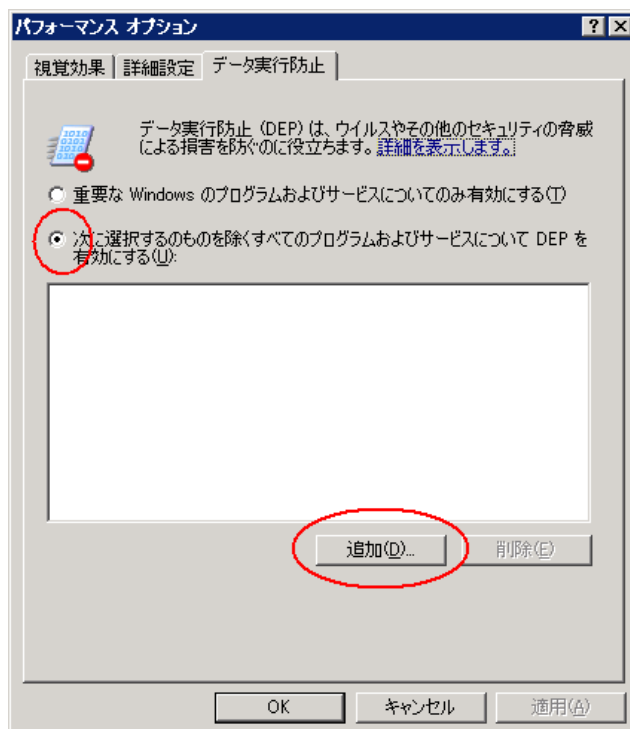 パフォーマンス オプション
視覚効果 詳細設定 データ実行防止
データ実行防止 (DEP) は、ウイルスやその他のセキュリティの脅威
による損害を防ぐのに役立ちます。詳細を表示します。
重要な Windows のプログラムおよびサービスについてのみ有効にする(T)
次に選択するのものを除くすべてのプログラムおよびサービスについて DEP を
有効にする(U):
追加(D)... 削除(E)
OK キャンセル 適用(A)